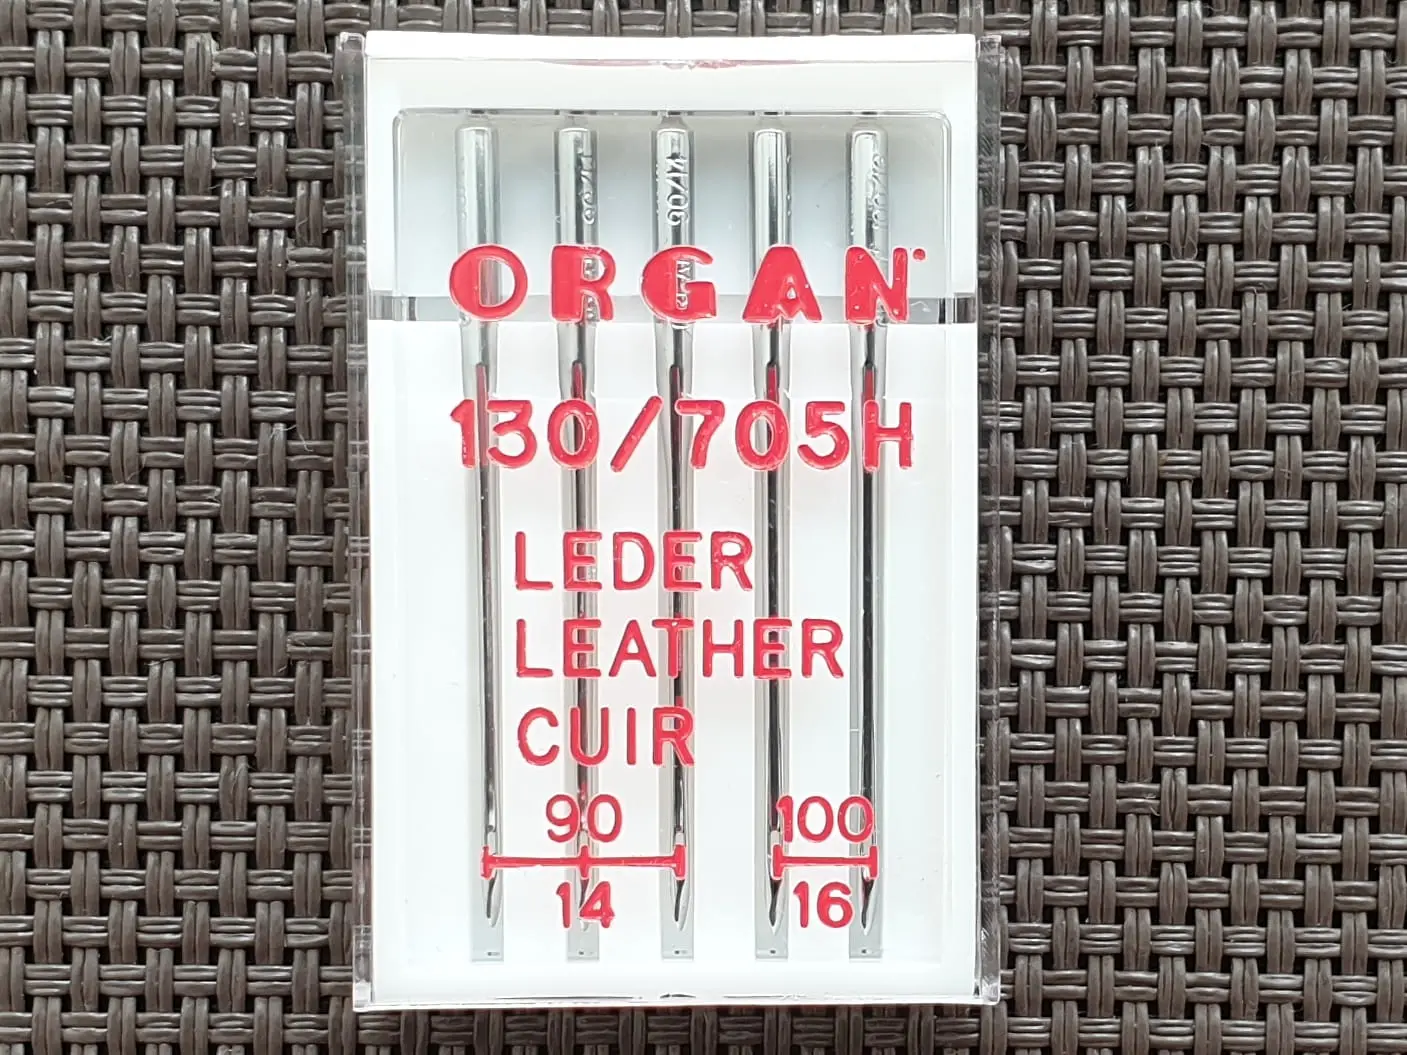 ORGAN
130/705H
LEDER
LEATHER
CUIR
90 100
14 16